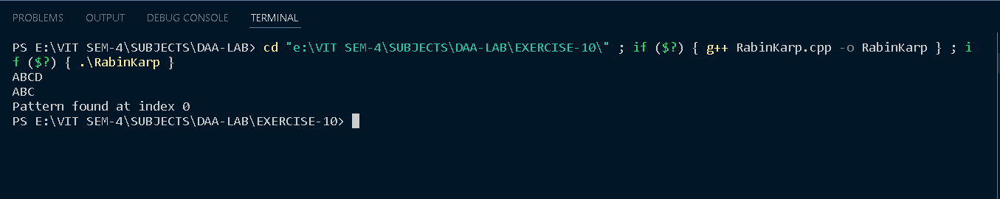 PROBLEMS OUTPUT DEBUG CONSOLE TERMINAL
PS E:\VIT SEM-4\SUBJECTS\DAA-LAB> cd "e:\VIT SEM-4\SUBJECTS\DAA-LAB\EXERCISE-10\" ; if ($?) { g++ RabinKarp.cpp -o RabinKarp } ; i
f ($?) { .\RabinKarp }
ABCD
ABC
Pattern found at index 0
PS E:\VIT SEM-4\SUBJECTS\DAA-LAB\EXERCISE-10>